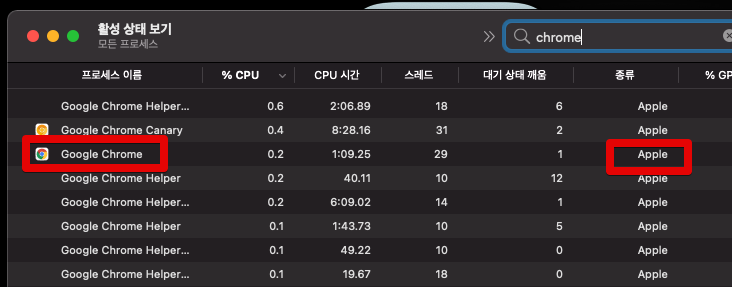 활성 상태 보기
모든 프로세스
chrome
프로세스 이름 % CPU CPU 시간 스레드 대기 상태 깨움 종류 % GP
Google Chrome Helper... 0.6 2:06.89 18 6 Apple
Google Chrome Canary 0.4 8:28.16 31 2 Apple
Google Chrome 0.2 1:09.25 29 1 Apple
Google Chrome Helper 0.2 40.11 10 12 Apple
Google Chrome Helper... 0.2 6:09.02 14 1 Apple
Google Chrome Helper 0.1 1:43.73 10 5 Apple
Google Chrome Helper... 0.1 49.22 10 0 Apple
Google Chrome Helper... 0.1 19.67 18 0 Apple